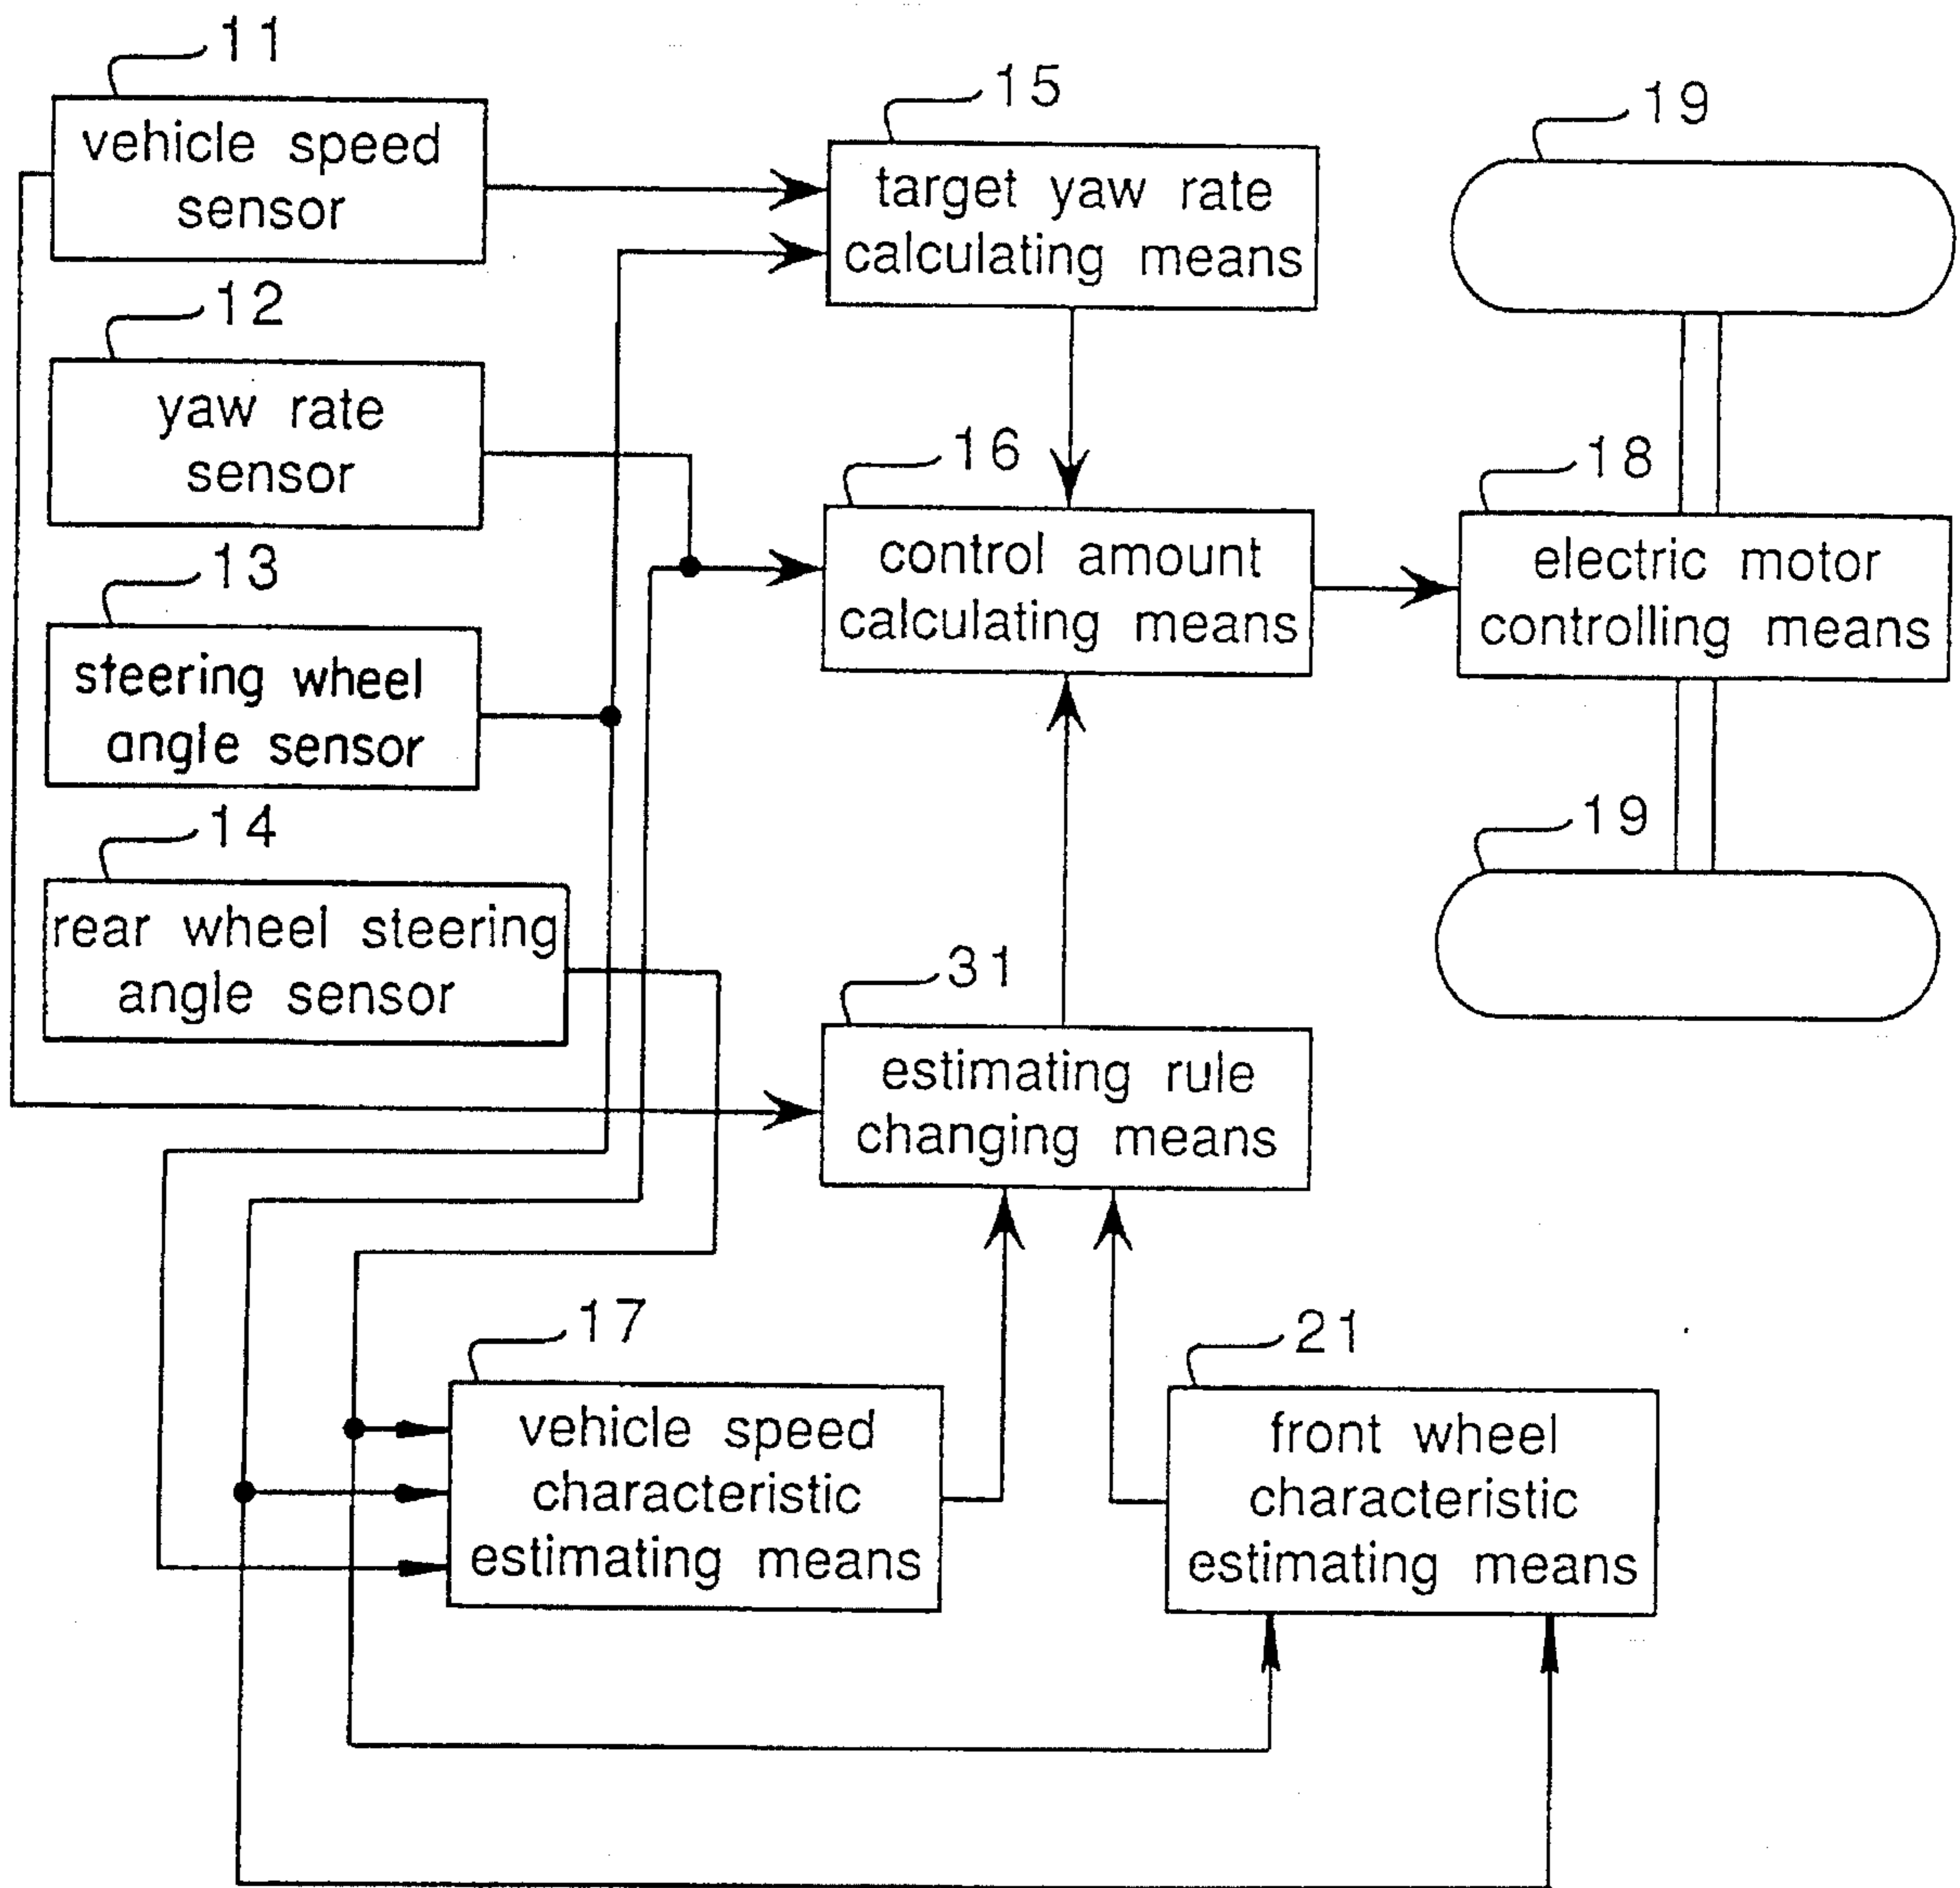 11
vehicle speed
sensor
15
target yaw rate
calculating means
19
12
yaw rate
sensor
16
control amount
calculating means
18
electric motor
controlling means
13
steering wheel
angle sensor
14
rear wheel steering
angle sensor
19
31
estimating rule
changing means
17
vehicle speed
characteristic
estimating means
21
front wheel
characteristic
estimating means